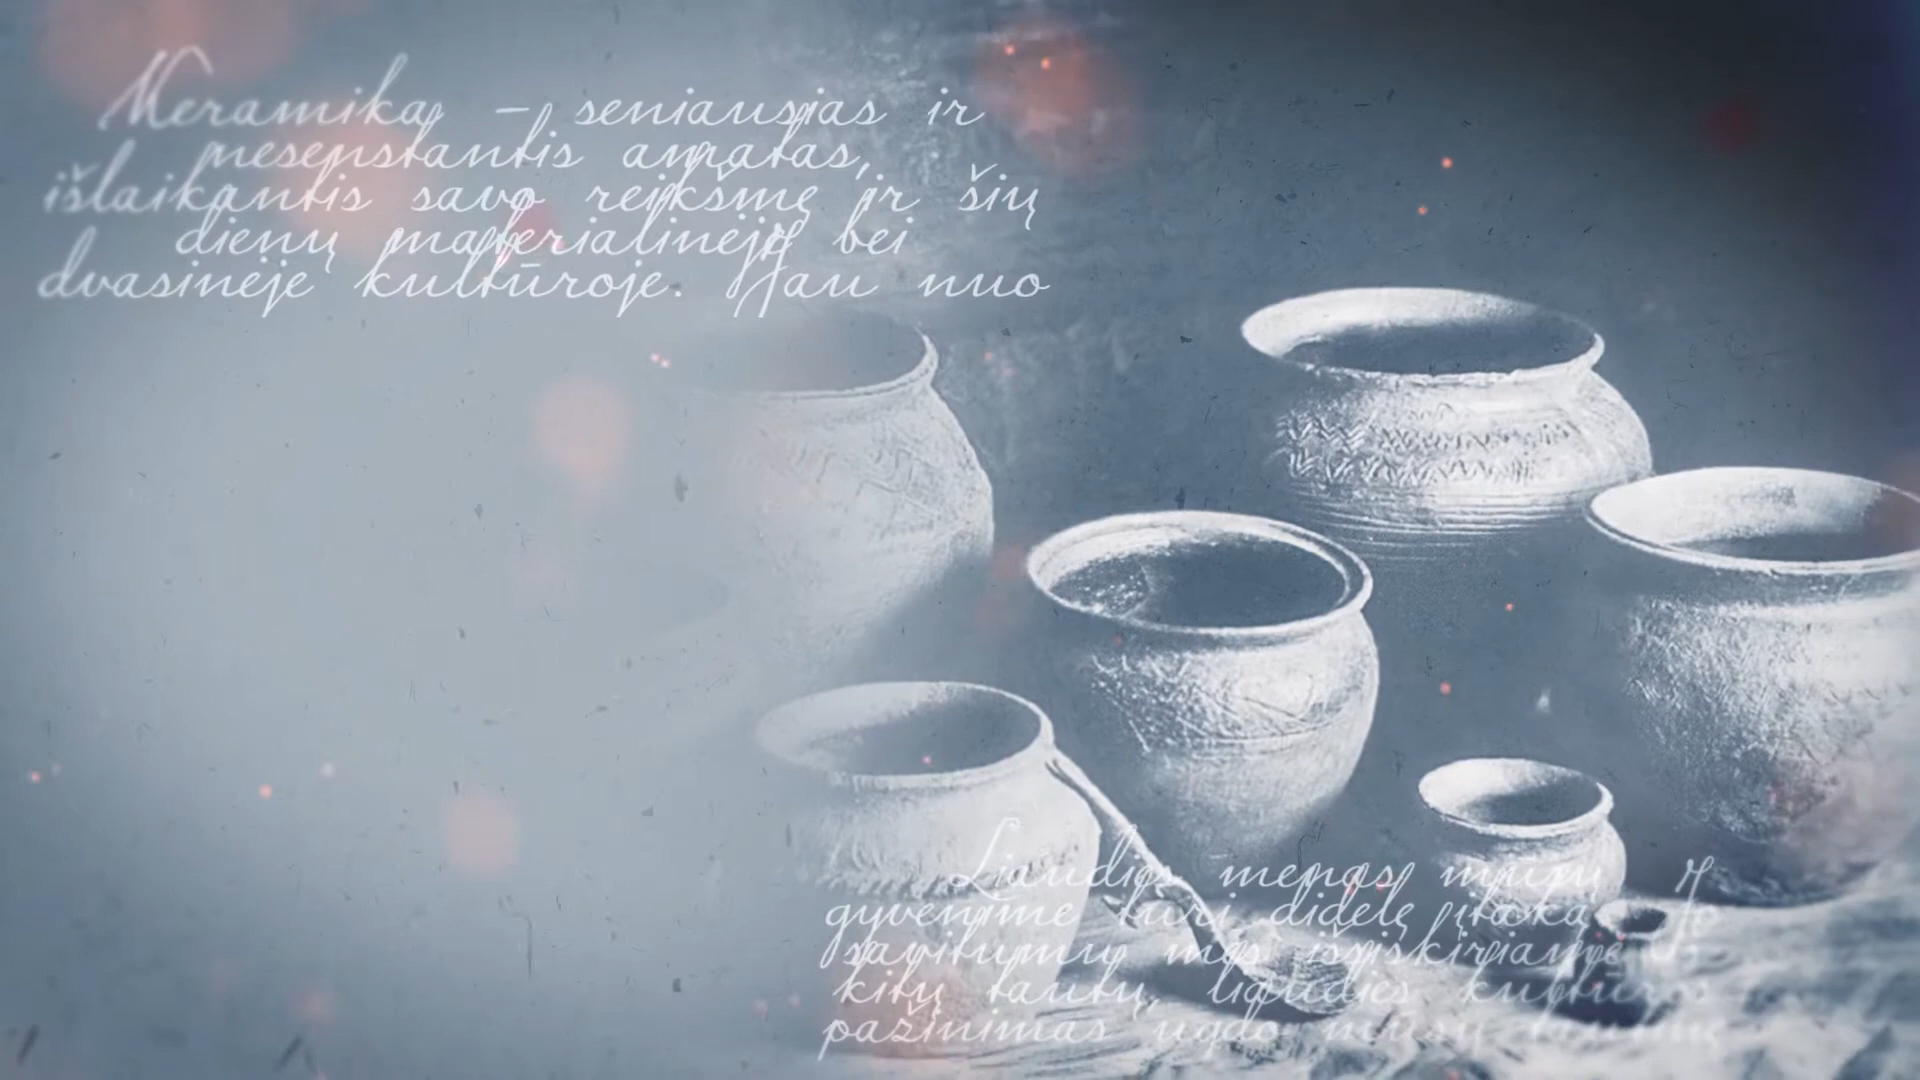 Keramika – seniausias ir
nesenstantis amatas,
išlaikantis savo reikšmę ir šių
dienų materialinėje bei
dvasinėje kultūroje. Jau nuo
Liaudies menas mūsų
gyvenime turi didelę įtaką. Jo
savitumų mes išsiskiriame iš
kitų tautų, liaudies kultūros
pažinimas ugdo mūsų